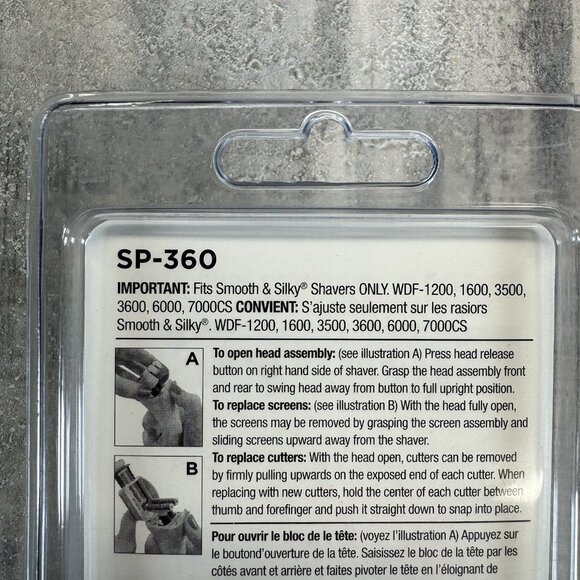 SP-360
IMPORTANT: Fits Smooth & Silky® Shavers ONLY. WDF-1200, 1600, 3500,
3600, 6000, 7000CS CONVIENT: S'ajuste seulement sur les rasiors
Smooth & Silky®. WDF-1200, 1600, 3500, 3600, 6000, 7000CS
A
To open head assembly: (see illustration A) Press head release
button on right hand side of shaver. Grasp the head assembly front
and rear to swing head away from button to full upright position.
To replace screens: (see illustration B) With the head fully open,
the screens may be removed by grasping the screen assembly and
sliding screens upward away from the shaver.
B
To replace cutters: With the head open, cutters can be removed
by firmly pulling upwards on the exposed end of each cutter. When
replacing with new cutters, hold the center of each cutter between
thumb and forefinger and push it straight down to snap into place.
Pour ouvrir le bloc de le tête: (voyez l'illustration A) Appuyez sur
le boutond'ouverture de la tête. Saisissez le bloc de la tête par les
côtés avant et arrière et faites pivoter le tête en l'éloignant de